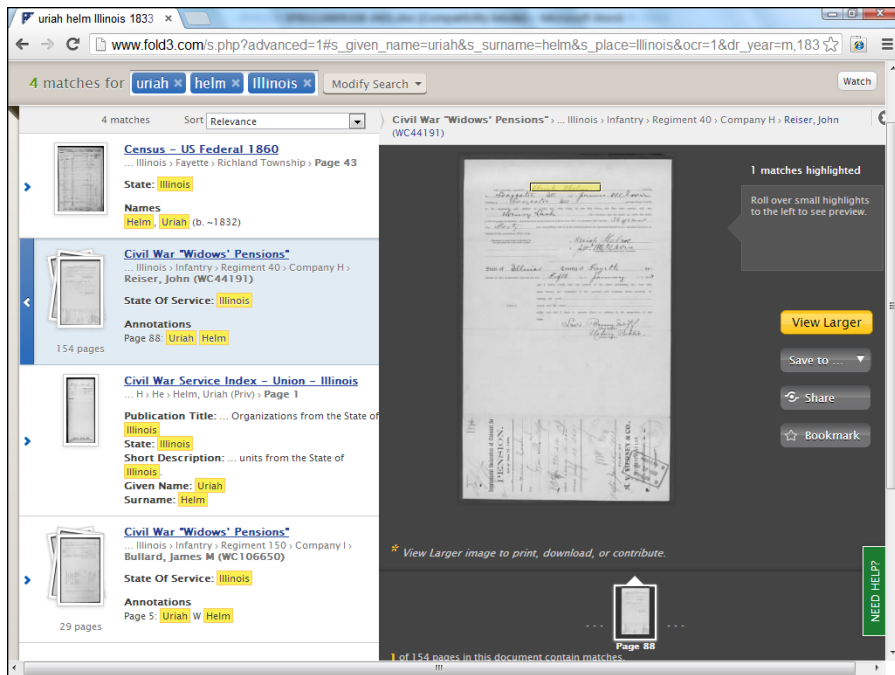 uriah helm Illinois 1833 ×
www.fold3.com/s.php?advanced=1#s_given_name=uriah&s_surname=helm&s_place=Illinois&ocr=1&dr_year=m,183
4 matches for uriah × helm × Illinois × Modify Search
Watch
4 matches Sort Relevance
Census – US Federal 1860
... Illinois › Fayette › Richland Township › Page 43
State: Illinois
Names
Helm, Uriah (b. ~1832)
Civil War "Widows' Pensions"
... Illinois › Infantry › Regiment 40 › Company H ›
Reiser, John (WC44191)
State Of Service: Illinois
Annotations
Page 88: Uriah Helm
154 pages
Civil War Service Index – Union – Illinois
... H › He › Helm, Uriah (Priv) › Page 1
Publication Title: ... Organizations from the State of
Illinois
State: Illinois
Short Description: ... units from the State of
Illinois.
Given Name: Uriah
Surname: Helm
Civil War "Widows' Pensions"
... Illinois › Infantry › Regiment 150 › Company I ›
Bullard, James M (WC106650)
State Of Service: Illinois
Annotations
Page 5: Uriah W Helm
29 pages
Civil War "Widows' Pensions" › ... Illinois › Infantry › Regiment 40 › Company H › Reiser, John
(WC44191)
1 matches highlighted
Roll over small highlights
to the left to see preview.
View Larger
Save to ...
Share
Bookmark
State of Illinois County of Fayette
PENSION.
* View Larger image to print, download, or contribute.
Page 88
1 of 154 pages in this document contain matches.
NEED HELP?